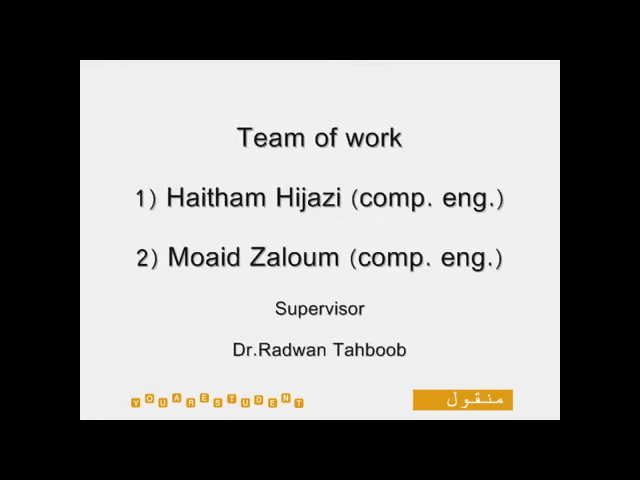 Team of work
1) Haitham Hijazi (comp. eng.)
2) Moaid Zaloum (comp. eng.)
Supervisor
Dr.Radwan Tahboob
YOUARESTUDENT
منقول